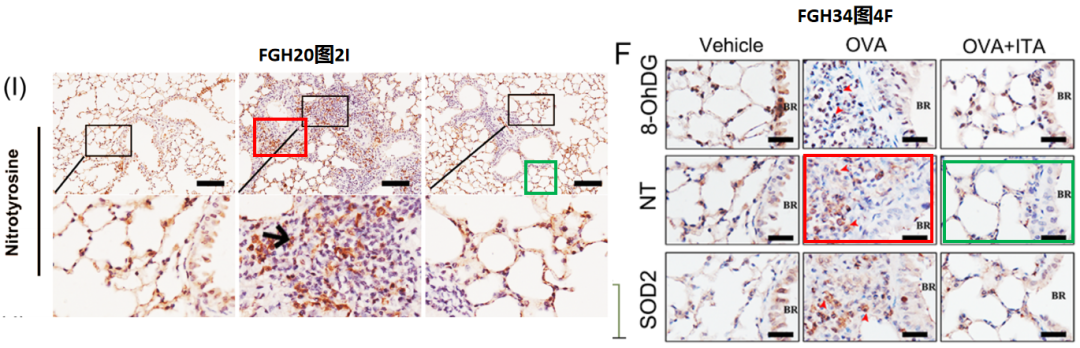 FGH20图2I
(I)
Nitrotyrosine
FGH34图4F
F
Vehicle
OVA
OVA+ITA
8-OhDG
BR
BR
BR
NT
BR
BR
BR
SOD2
BR
BR
BR